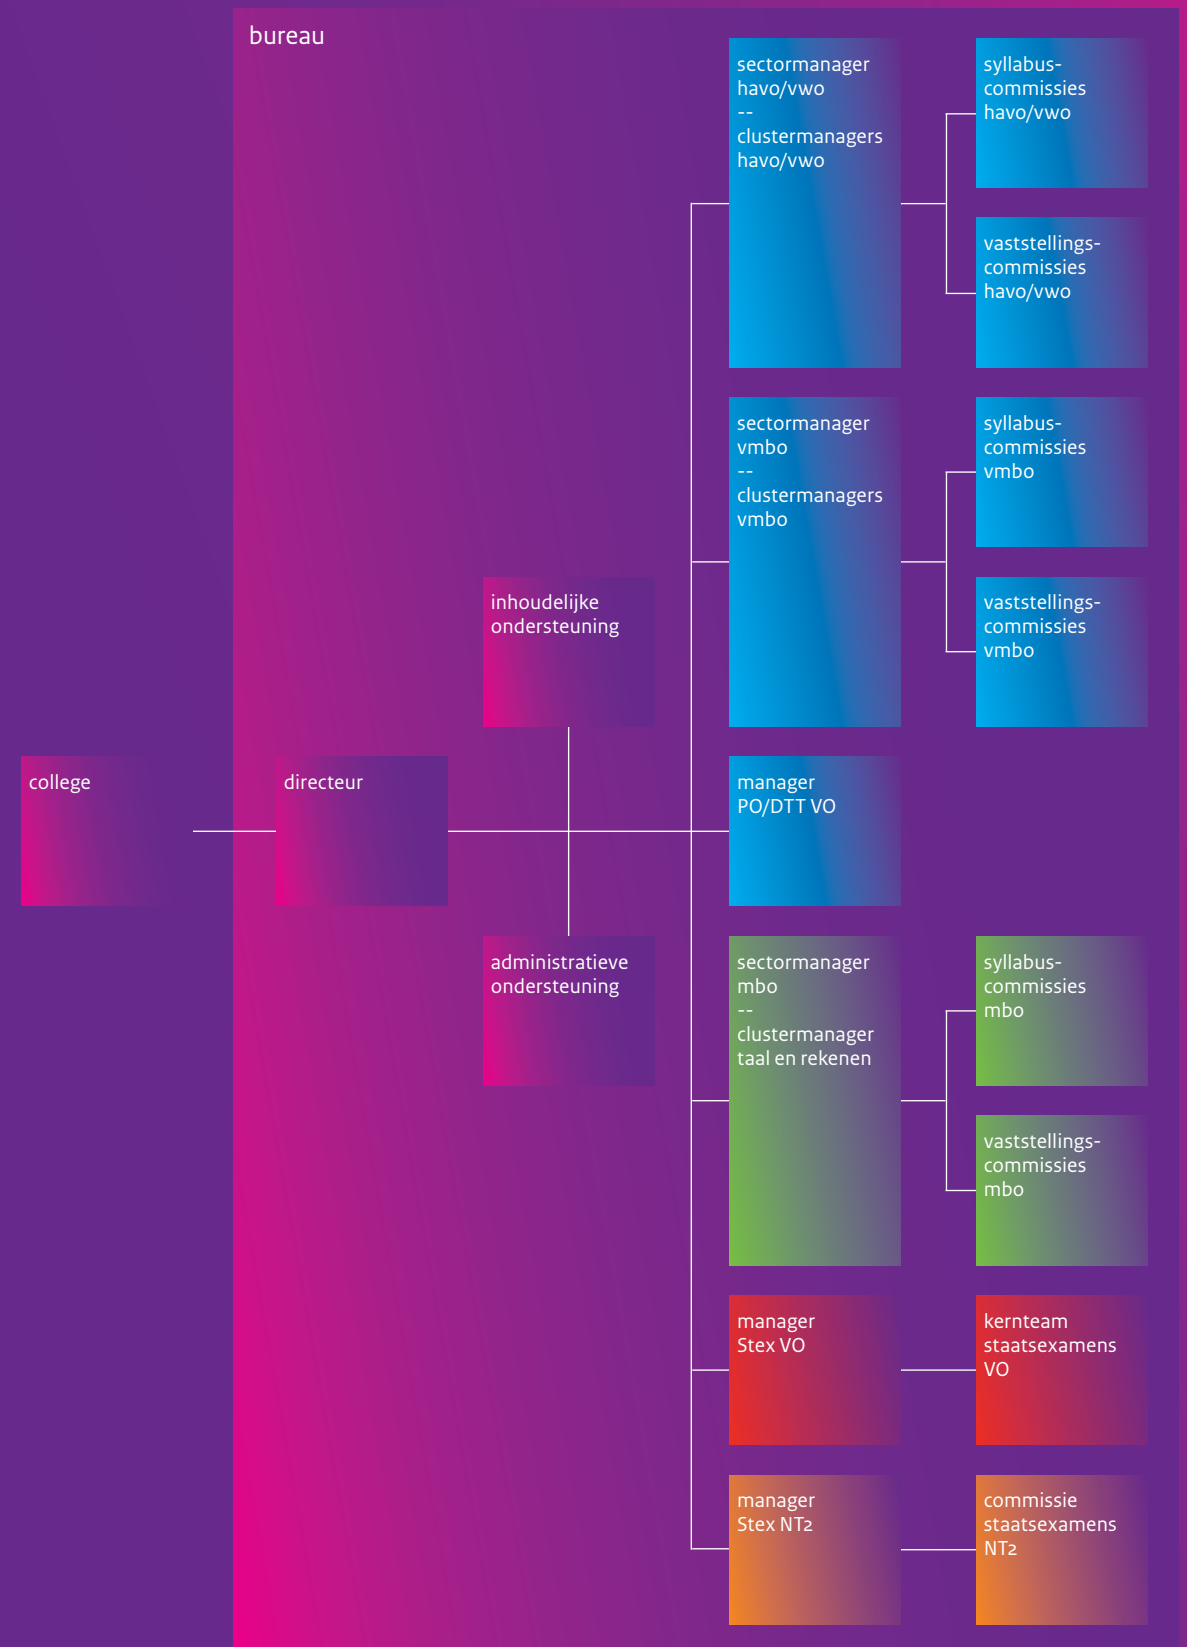 bureau
college
directeur
inhoudelijke
ondersteuning
administratieve
ondersteuning
sectormanager
havo/vwo
--
clustermanagers
havo/vwo
syllabus-
commissies
havo/vwo
vaststellings-
commissies
havo/vwo
sectormanager
vmbo
--
clustermanagers
vmbo
syllabus-
commissies
vmbo
vaststellings-
commissies
vmbo
manager
PO/DTT VO
sectormanager
mbo
--
clustermanager
taal en rekenen
syllabus-
commissies
mbo
vaststellings-
commissies
mbo
manager
Stex VO
kernteam
staatsexamens
VO
manager
Stex NT2
commissie
staatsexamens
NT2